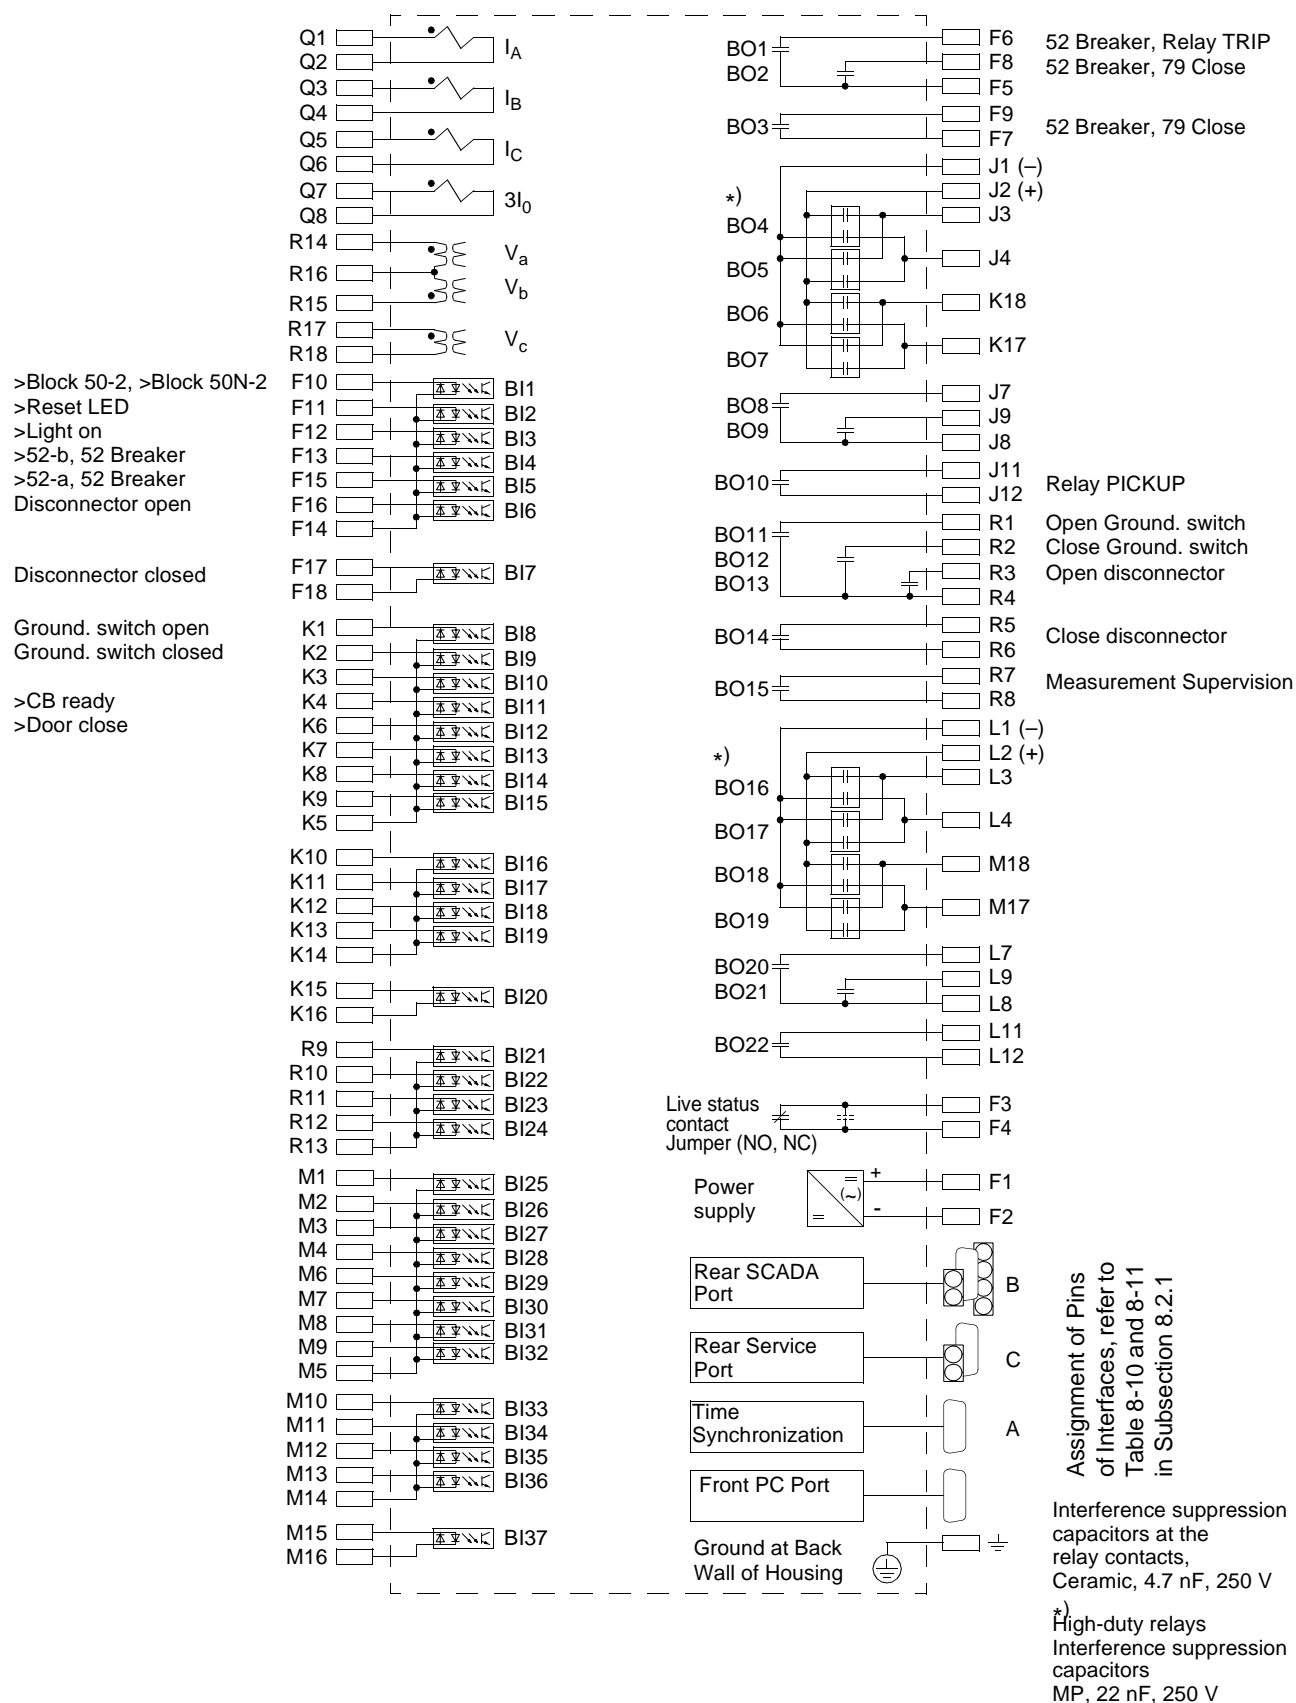 Q1
Q2
I_A
Q3
Q4
I_B
Q5
Q6
I_C
Q7
Q8
3I_0
R14
V_a
R16
V_b
R15
R17
V_c
R18
>Block 50-2, >Block 50N-2 F10 BI1
>Reset LED F11 BI2
>Light on F12 BI3
>52-b, 52 Breaker F13 BI4
>52-a, 52 Breaker F15 BI5
Disconnector open F16 BI6
F14
Disconnector closed F17 BI7
F18
Ground. switch open K1 BI8
Ground. switch closed K2 BI9
K3 BI10
>CB ready K4 BI11
>Door close K6 BI12
K7 BI13
K8 BI14
K9 BI15
K5
K10 BI16
K11 BI17
K12 BI18
K13 BI19
K14
K15 BI20
K16
R9 BI21
R10 BI22
R11 BI23
R12 BI24
R13
M1 BI25
M2 BI26
M3 BI27
M4 BI28
M6 BI29
M7 BI30
M8 BI31
M9 BI32
M5
M10 BI33
M11 BI34
M12 BI35
M13 BI36
M14
M15 BI37
M16
BO1 F6 52 Breaker, Relay TRIP
BO2 F8 52 Breaker, 79 Close
F5
F9
BO3 52 Breaker, 79 Close
F7
J1 (–)
J2 (+)
*)
J3
BO4
J4
BO5
K18
BO6
K17
BO7
J7
BO8
J9
BO9
J8
J11
BO10 Relay PICKUP
J12
R1 Open Ground. switch
BO11
R2 Close Ground. switch
BO12
R3 Open disconnector
BO13
R4
R5
BO14 Close disconnector
R6
R7
BO15 Measurement Supervision
R8
L1 (–)
L2 (+)
*)
L3
BO16
L4
BO17
M18
BO18
M17
BO19
L7
BO20
L9
BO21
L8
L11
BO22
L12
Live status F3
contact F4
Jumper (NO, NC)
Power = (~) = + F1
supply - F2
Rear SCADA B
Port
Rear Service C
Port
Time A
Synchronization
Front PC Port
Ground at Back
Wall of Housing
Assignment of Pins
of Interfaces, refer to
Table 8-10 and 8-11
in Subsection 8.2.1
Interference suppression
capacitors at the
relay contacts,
Ceramic, 4.7 nF, 250 V
*)
High-duty relays
Interference suppression
capacitors
MP, 22 nF, 250 V